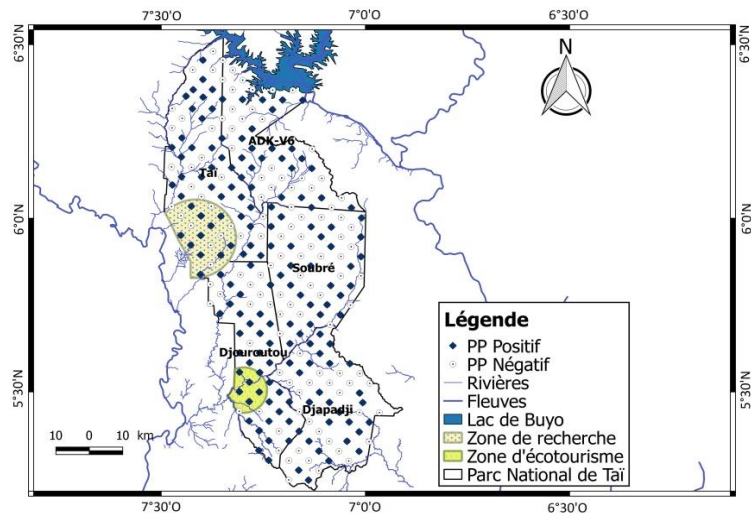 7°30'O 7°0'O 6°30'O
6°30'N 6°30'N
N
ADK-V6
Taï
6°0'N 6°0'N
Soubré
Légende
PP Positif
PP Négatif
Djouroutou
Rivières
5°30'N 5°30'N
Fleuves
Djapadji
Lac de Buyo
Zone de recherche
10 0 10 km
Zone d'écotourisme
Parc National de Taï
7°30'O 7°0'O 6°30'O